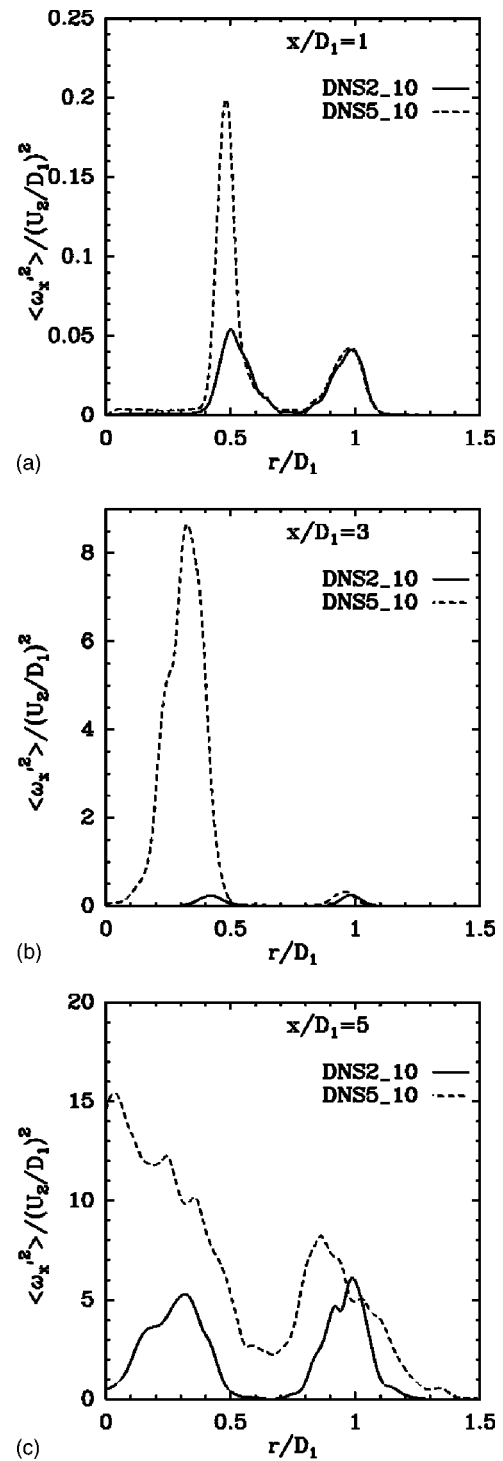 x/D₁=1
DNS2_10
DNS5_10
<ωₓ'²>/(U₂/D₁)²
0.25
0.2
0.15
0.1
0.05
0
0 0.5 1 1.5
r/D₁
(a)
x/D₁=3
DNS2_10
DNS5_10
<ωₓ'²>/(U₂/D₁)²
8
6
4
2
0
0 0.5 1 1.5
r/D₁
(b)
x/D₁=5
DNS2_10
DNS5_10
<ωₓ'²>/(U₂/D₁)²
20
15
10
5
0
0 0.5 1 1.5
r/D₁
(c)